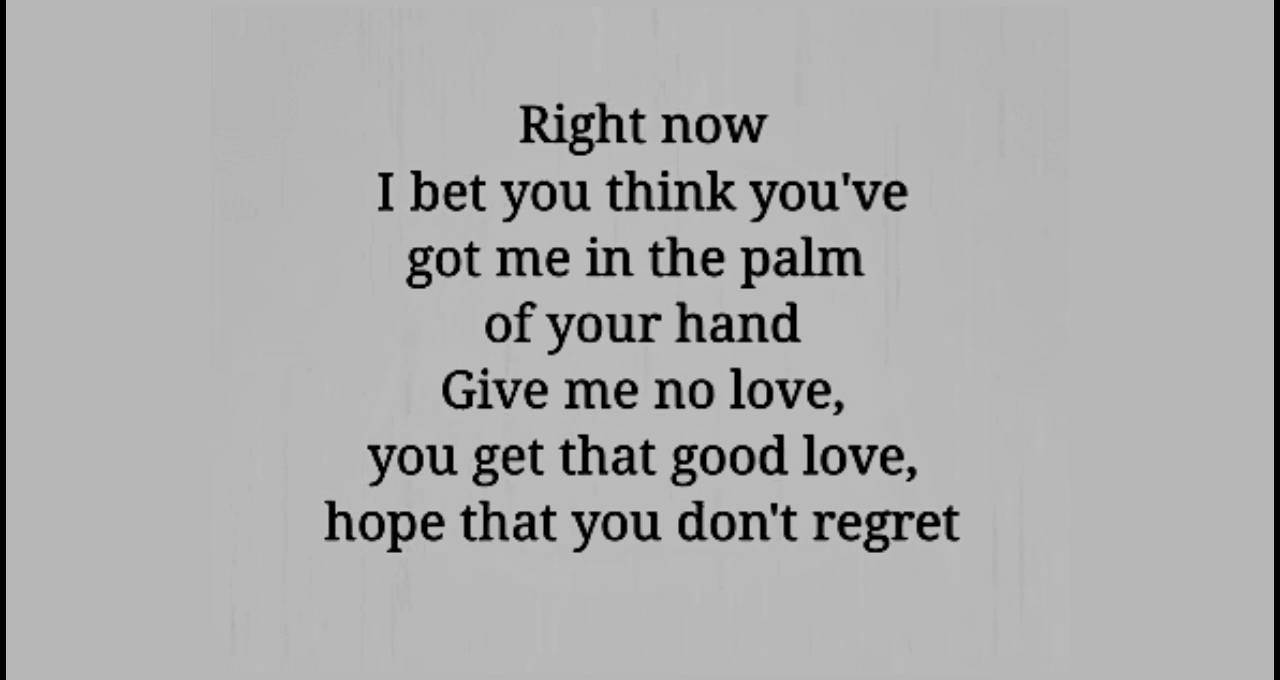 Right now
I bet you think you've
got me in the palm
of your hand
Give me no love,
you get that good love,
hope that you don't regret